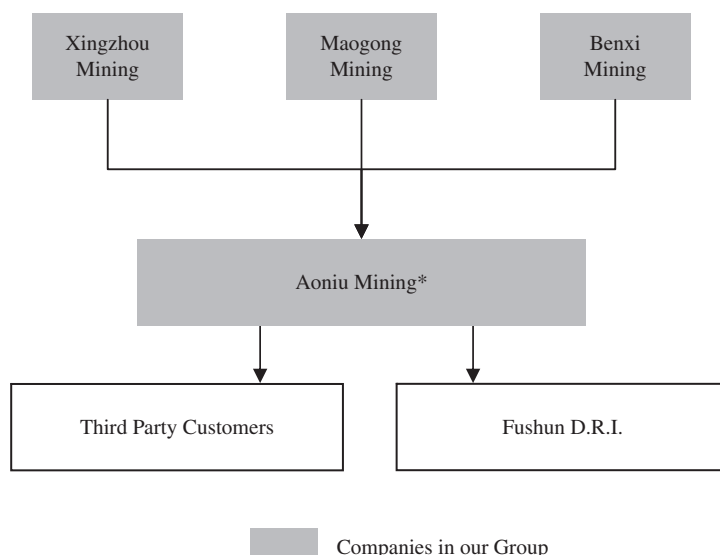 Xingzhou
Mining
Maogong
Mining
Benxi
Mining
Aoniu Mining*
Third Party Customers
Fushun D.R.I.
Companies in our Group